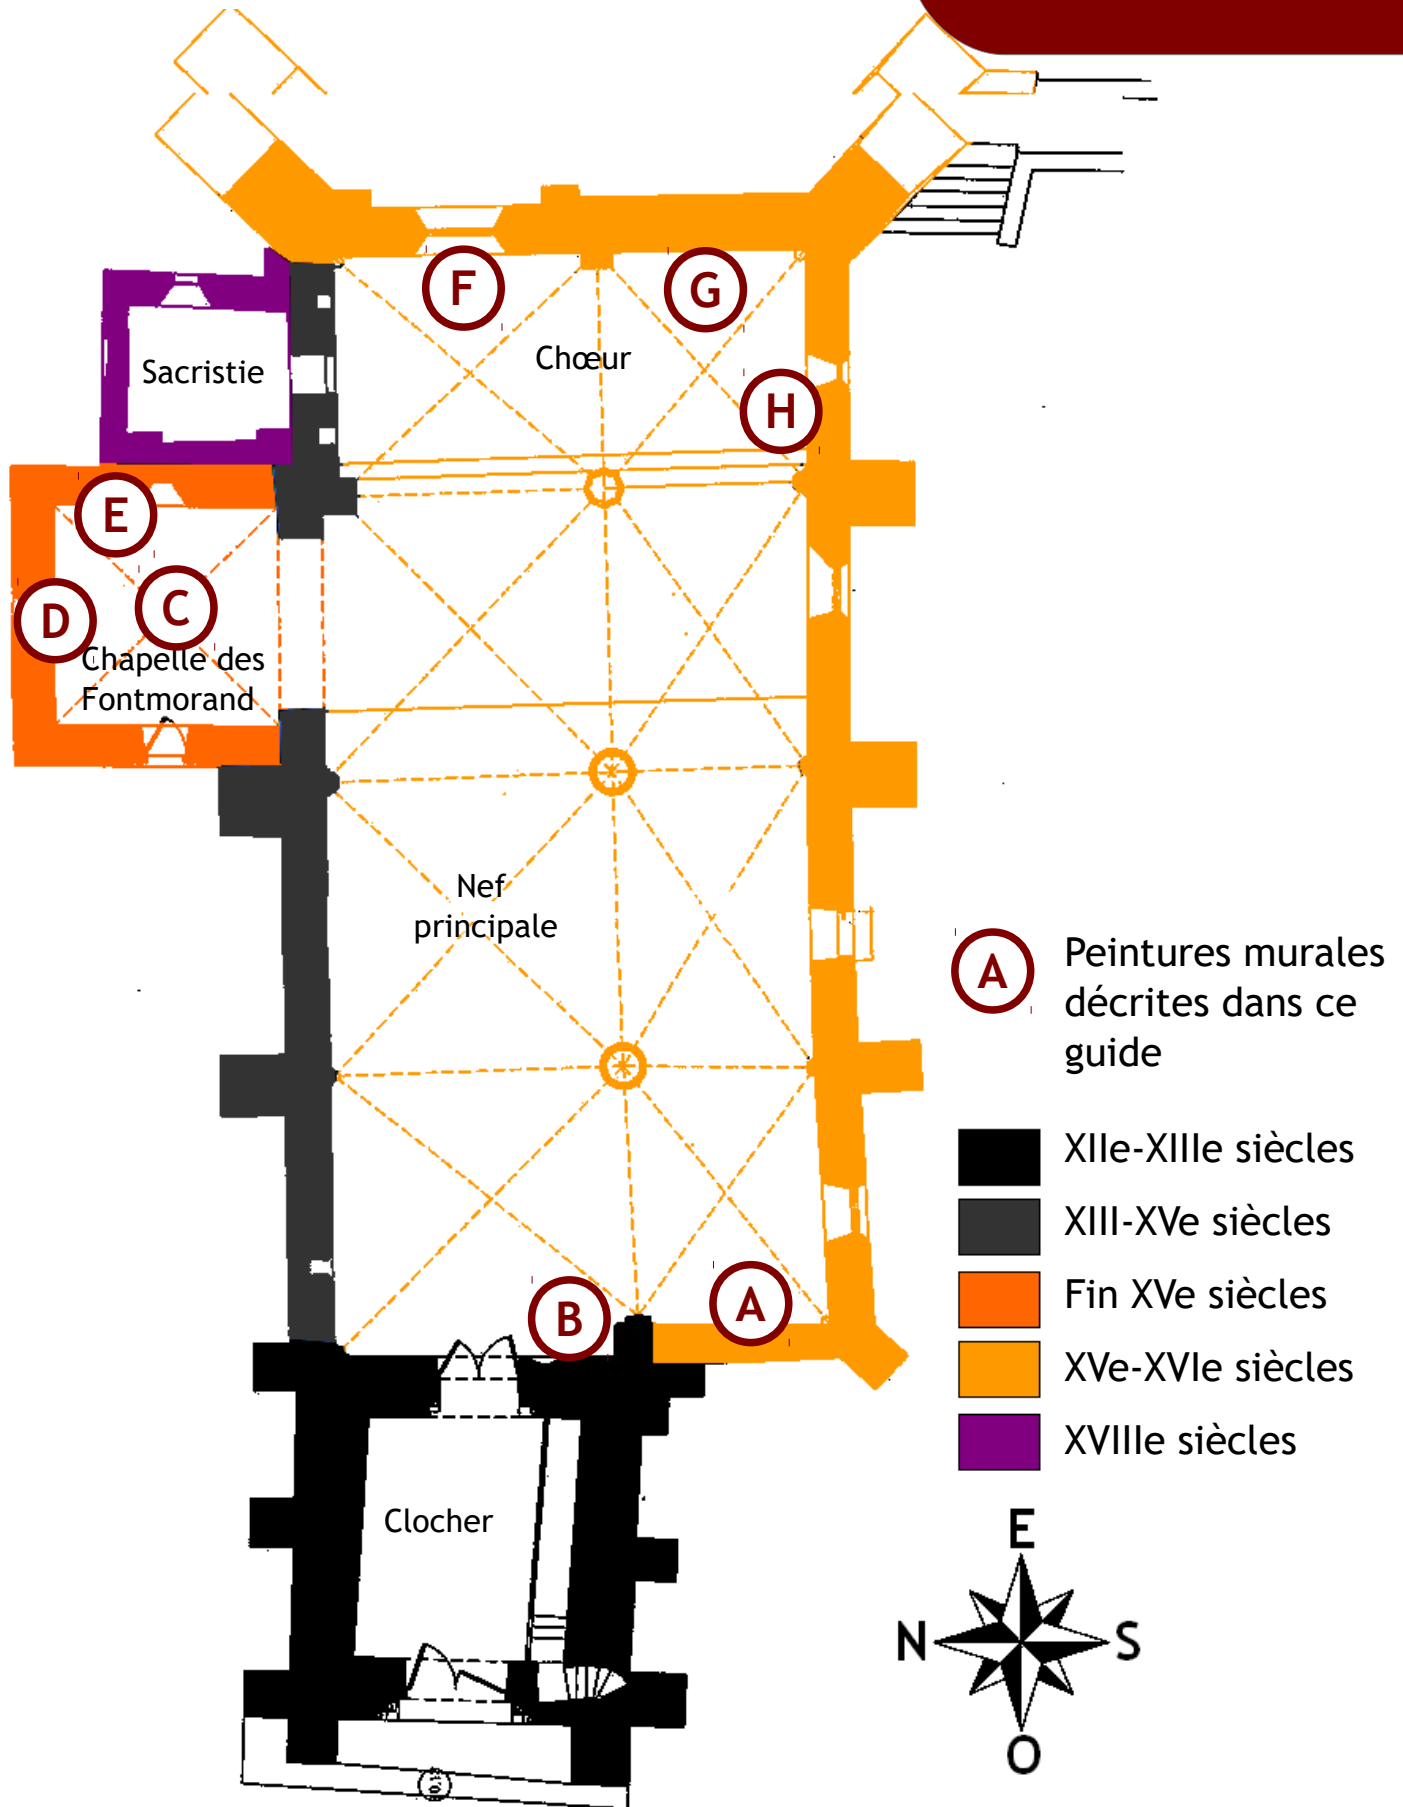 F
G
Chœur
Sacristie
H
E
D
C
Chapelle des
Fontmorand
Nef
principale
A
Peintures murales
décrites dans ce
guide
XIIe-XIIIe siècles
XIII-XVe siècles
Fin XVe siècles
XVe-XVIe siècles
XVIIIe siècles
B
A
Clocher
E
N
S
O